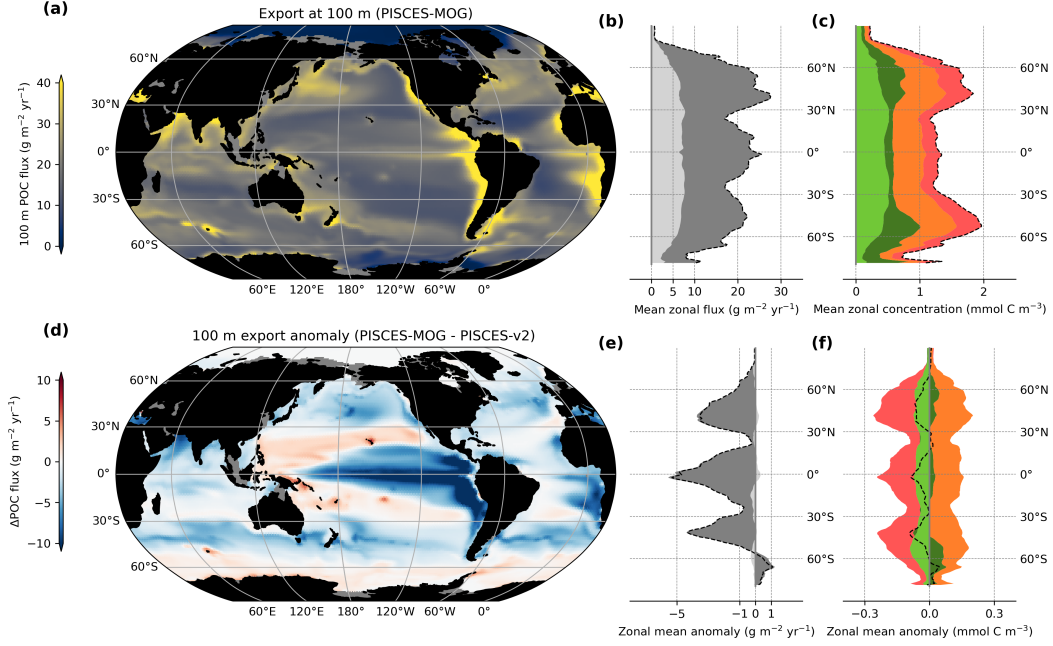 (a)
Export at 100 m (PISCES-MOG)
100 m POC flux (g m⁻² yr⁻¹)
40
30
20
10
0
60°N
30°N
0°
30°S
60°S
60°E 120°E 180° 120°W 60°W 0°
(b)
0 5 10 20 30
Mean zonal flux (g m⁻² yr⁻¹)
(c)
60°N
30°N
0°
30°S
60°S
0 1 2
Mean zonal concentration (mmol C m⁻³)
(d)
100 m export anomaly (PISCES-MOG - PISCES-v2)
ΔPOC flux (g m⁻² yr⁻¹)
10
5
0
−5
−10
60°N
30°N
0°
30°S
60°S
60°E 120°E 180° 120°W 60°W 0°
(e)
−5 −1 1
Zonal mean anomaly (g m⁻² yr⁻¹)
(f)
60°N
30°N
0°
30°S
60°S
−0.3 0.0 0.3
Zonal mean anomaly (mmol C m⁻³)